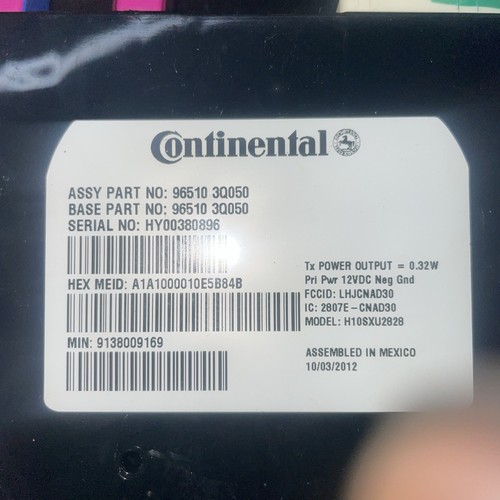 Continental
ASSY PART NO: 96510 3Q050
BASE PART NO: 96510 3Q050
SERIAL NO: HY00380896
HEX MEID: A1A1000010E5B84B
MIN: 9138009169
Tx POWER OUTPUT = 0.32W
Pri Pwr 12VDC Neg Gnd
FCCID: LHJCNAD30
IC: 2807E-CNAD30
MODEL: H10SXU2828
ASSEMBLED IN MEXICO
10/03/2012